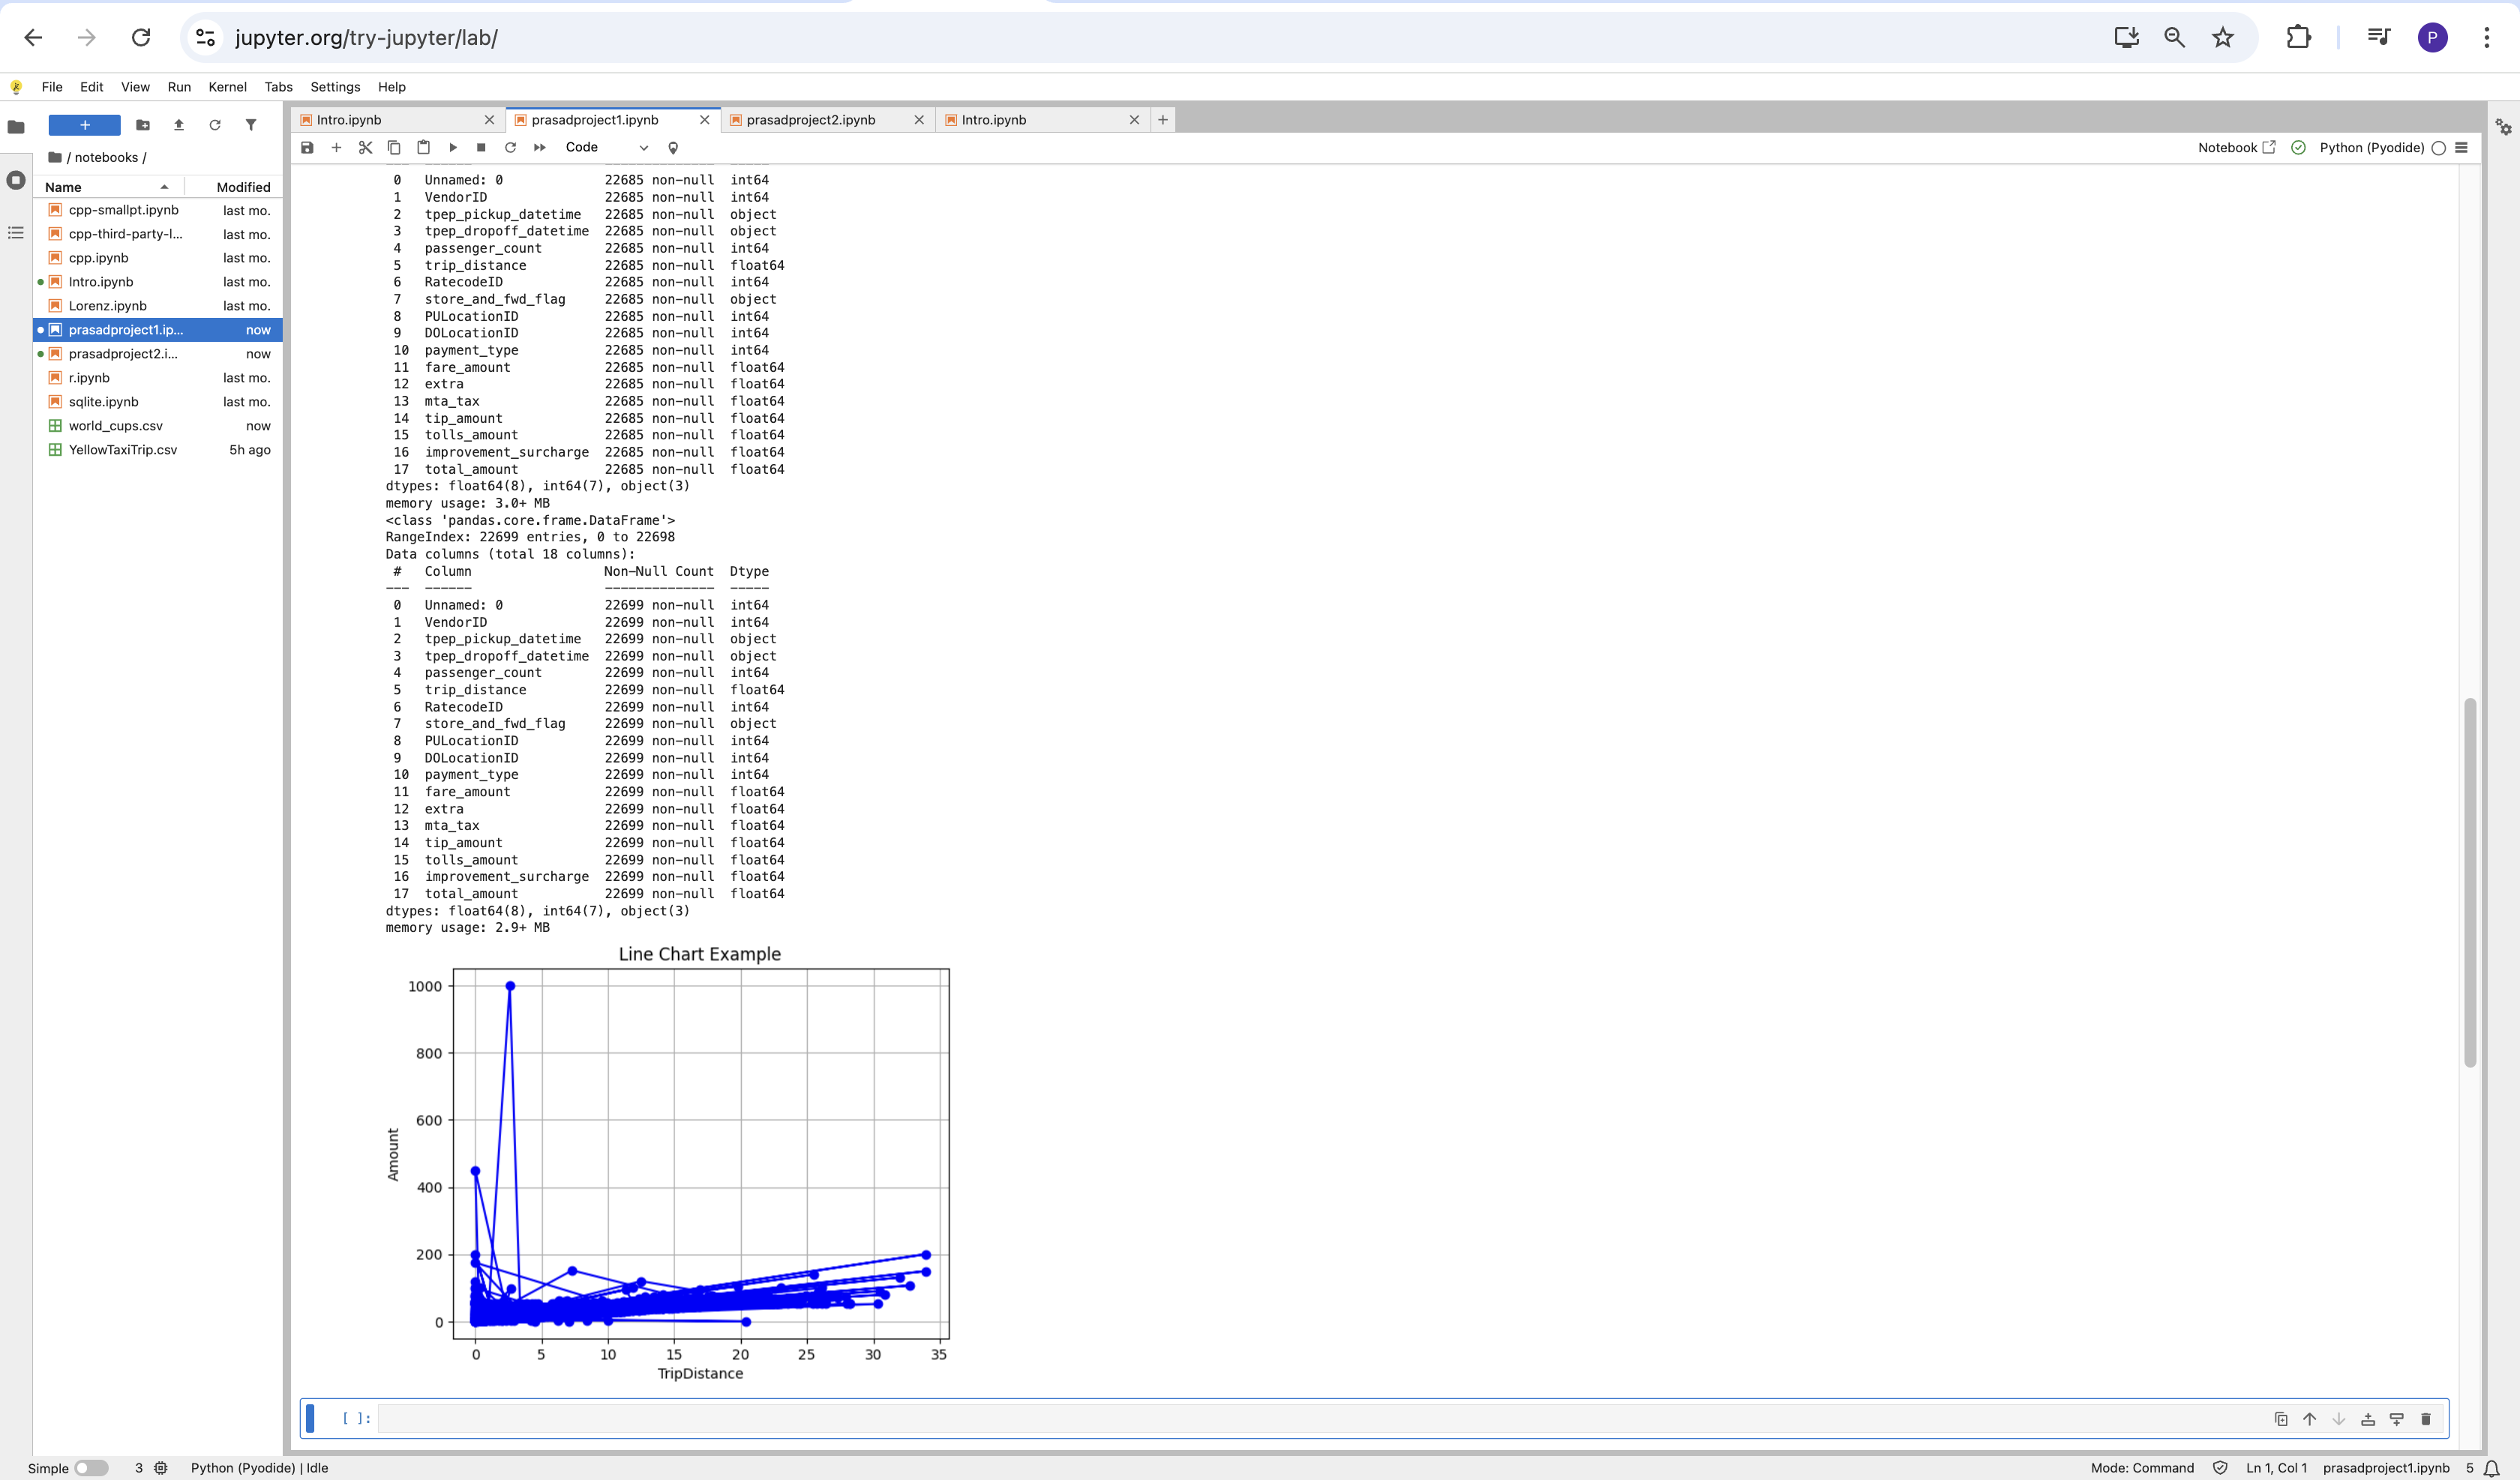 jupyter.org/try-jupyter/lab/
P
File Edit View Run Kernel Tabs Settings Help
+
/ notebooks /
Name Modified
cpp-smallpt.ipynb last mo.
cpp-third-party-l... last mo.
cpp.ipynb last mo.
Intro.ipynb last mo.
Lorenz.ipynb last mo.
prasadproject1.ip... now
prasadproject2.i... now
r.ipynb last mo.
sqlite.ipynb last mo.
world_cups.csv now
YellowTaxiTrip.csv 5h ago
Intro.ipynb prasadproject1.ipynb prasadproject2.ipynb Intro.ipynb
Code Notebook Python (Pyodide)
0 Unnamed: 0 22685 non-null int64
1 VendorID 22685 non-null int64
2 tpep_pickup_datetime 22685 non-null object
3 tpep_dropoff_datetime 22685 non-null object
4 passenger_count 22685 non-null int64
5 trip_distance 22685 non-null float64
6 RatecodeID 22685 non-null int64
7 store_and_fwd_flag 22685 non-null object
8 PULocationID 22685 non-null int64
9 DOLocationID 22685 non-null int64
10 payment_type 22685 non-null int64
11 fare_amount 22685 non-null float64
12 extra 22685 non-null float64
13 mta_tax 22685 non-null float64
14 tip_amount 22685 non-null float64
15 tolls_amount 22685 non-null float64
16 improvement_surcharge 22685 non-null float64
17 total_amount 22685 non-null float64
dtypes: float64(8), int64(7), object(3)
memory usage: 3.0+ MB
<class 'pandas.core.frame.DataFrame'>
RangeIndex: 22699 entries, 0 to 22698
Data columns (total 18 columns):
# Column Non-Null Count Dtype
--- ------ -------------- -----
0 Unnamed: 0 22699 non-null int64
1 VendorID 22699 non-null int64
2 tpep_pickup_datetime 22699 non-null object
3 tpep_dropoff_datetime 22699 non-null object
4 passenger_count 22699 non-null int64
5 trip_distance 22699 non-null float64
6 RatecodeID 22699 non-null int64
7 store_and_fwd_flag 22699 non-null object
8 PULocationID 22699 non-null int64
9 DOLocationID 22699 non-null int64
10 payment_type 22699 non-null int64
11 fare_amount 22699 non-null float64
12 extra 22699 non-null float64
13 mta_tax 22699 non-null float64
14 tip_amount 22699 non-null float64
15 tolls_amount 22699 non-null float64
16 improvement_surcharge 22699 non-null float64
17 total_amount 22699 non-null float64
dtypes: float64(8), int64(7), object(3)
memory usage: 2.9+ MB
Line Chart Example
1000
800
600
400
200
0
Amount
0 5 10 15 20 25 30 35
TripDistance
[ ]:
Simple 3 Python (Pyodide) | Idle Mode: Command Ln 1, Col 1 prasadproject1.ipynb 5